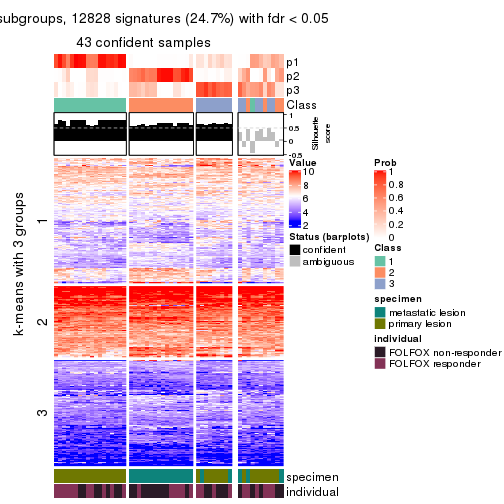 subgroups, 12828 signatures (24.7%) with fdr < 0.05
43 confident samples
p1
p2
p3
Class
1
0.5
0
-0.5
Silhouette
score
k-means with 3 groups
1
2
3
specimen
individual
Value
10
8
6
4
2
Status (barplots)
confident
ambiguous
Prob
1
0.8
0.6
0.4
0.2
0
Class
1
2
3
specimen
metastatic lesion
primary lesion
individual
FOLFOX non-responder
FOLFOX responder